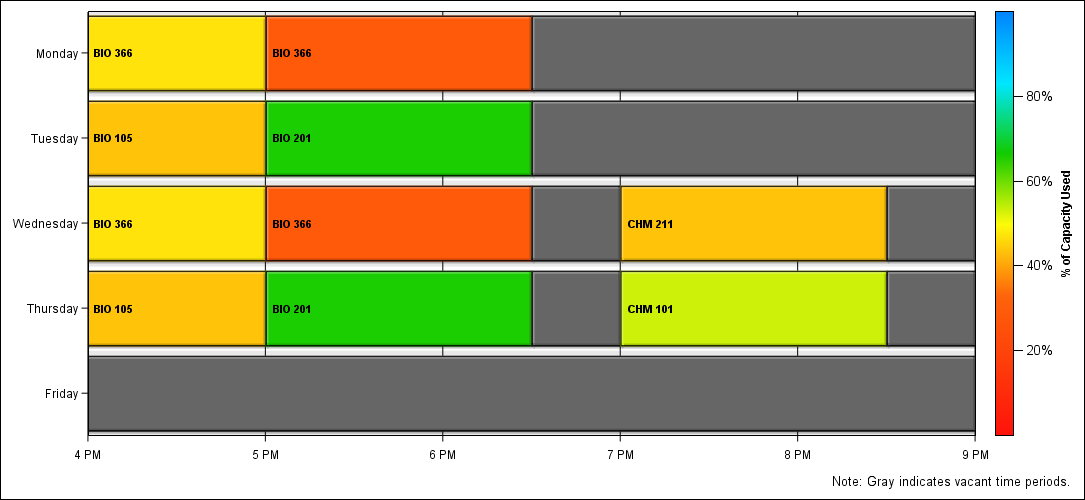 Monday
BIO 366
BIO 366
Tuesday
BIO 105
BIO 201
Wednesday
BIO 366
BIO 366
CHM 211
Thursday
BIO 105
BIO 201
CHM 101
Friday
4 PM
5 PM
6 PM
7 PM
8 PM
9 PM
80%
60%
40%
20%
% of Capacity Used
Note: Gray indicates vacant time periods.